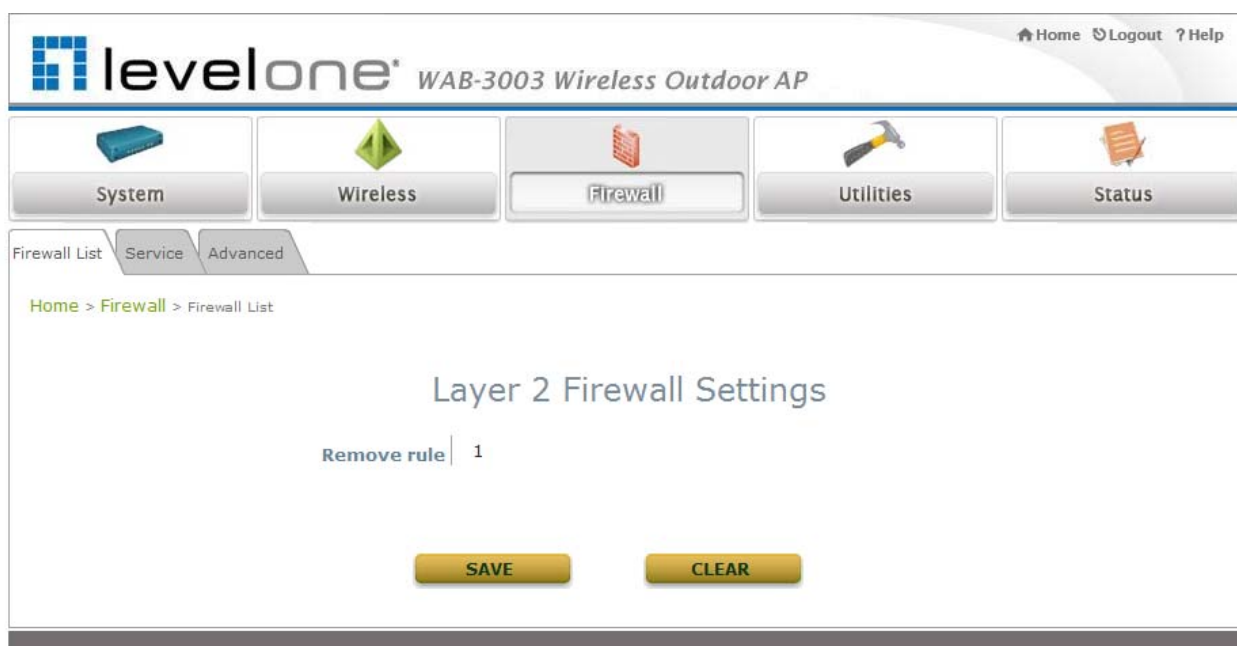 Home Logout ? Help
levelone WAB-3003 Wireless Outdoor AP
System Wireless Firewall Utilities Status
Firewall List Service Advanced
Home > Firewall > Firewall List
Layer 2 Firewall Settings
Remove rule 1
SAVE CLEAR